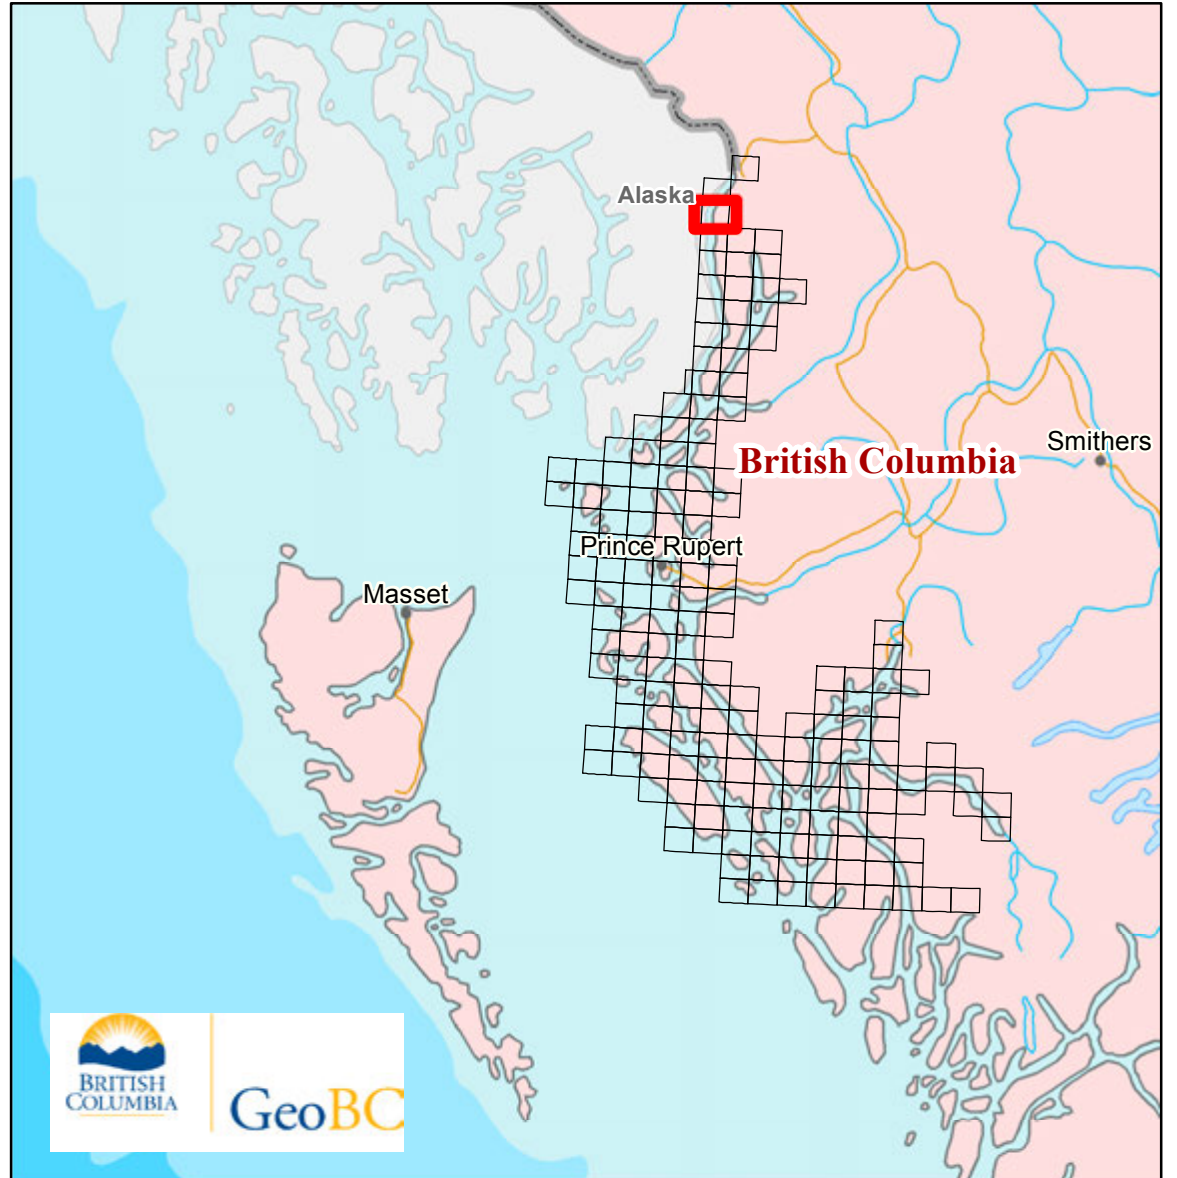 Alaska
Smithers
British Columbia
Prince Rupert
Masset
BRITISH
COLUMBIA
GeoBC